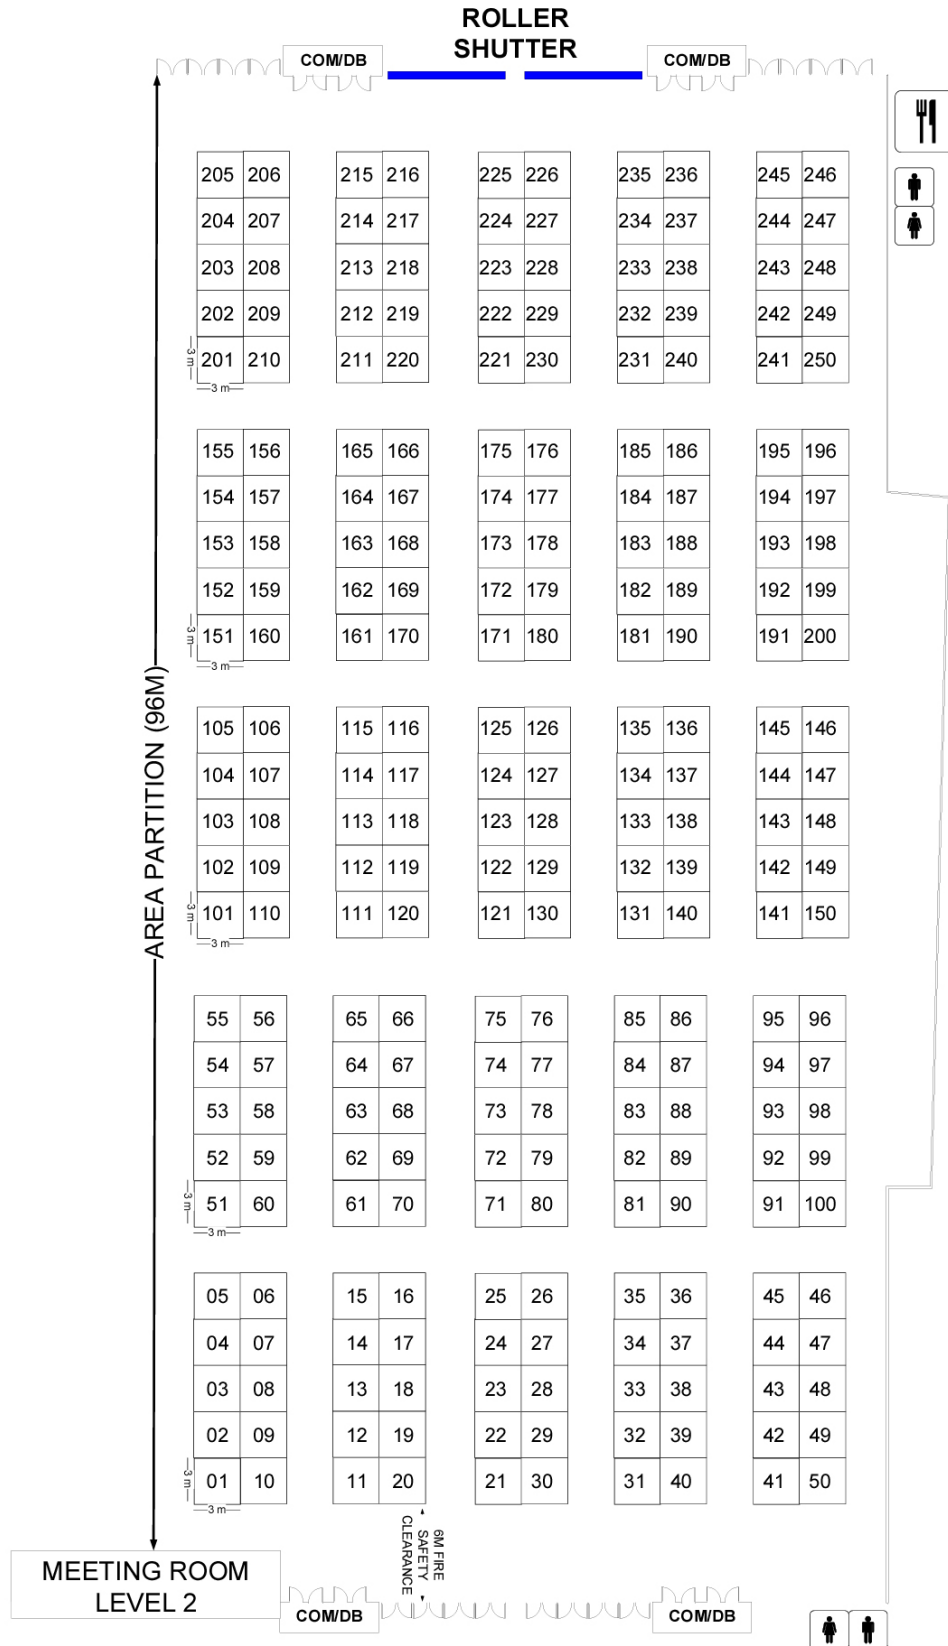 ROLLER
SHUTTER
COM/DB
COM/DB
205 206 215 216 225 226 235 236 245 246
204 207 214 217 224 227 234 237 244 247
203 208 213 218 223 228 233 238 243 248
202 209 212 219 222 229 232 239 242 249
3 m
201 210 211 220 221 230 231 240 241 250
3 m
155 156 165 166 175 176 185 186 195 196
154 157 164 167 174 177 184 187 194 197
153 158 163 168 173 178 183 188 193 198
152 159 162 169 172 179 182 189 192 199
3 m
151 160 161 170 171 180 181 190 191 200
3 m
AREA PARTITION (96M)
105 106 115 116 125 126 135 136 145 146
104 107 114 117 124 127 134 137 144 147
103 108 113 118 123 128 133 138 143 148
102 109 112 119 122 129 132 139 142 149
3 m
101 110 111 120 121 130 131 140 141 150
3 m
55 56 65 66 75 76 85 86 95 96
54 57 64 67 74 77 84 87 94 97
53 58 63 68 73 78 83 88 93 98
52 59 62 69 72 79 82 89 92 99
3 m
51 60 61 70 71 80 81 90 91 100
3 m
05 06 15 16 25 26 35 36 45 46
04 07 14 17 24 27 34 37 44 47
03 08 13 18 23 28 33 38 43 48
02 09 12 19 22 29 32 39 42 49
3 m
01 10 11 20 21 30 31 40 41 50
3 m
6M FIRE
SAFETY
CLEARANCE
MEETING ROOM
LEVEL 2
COM/DB
COM/DB